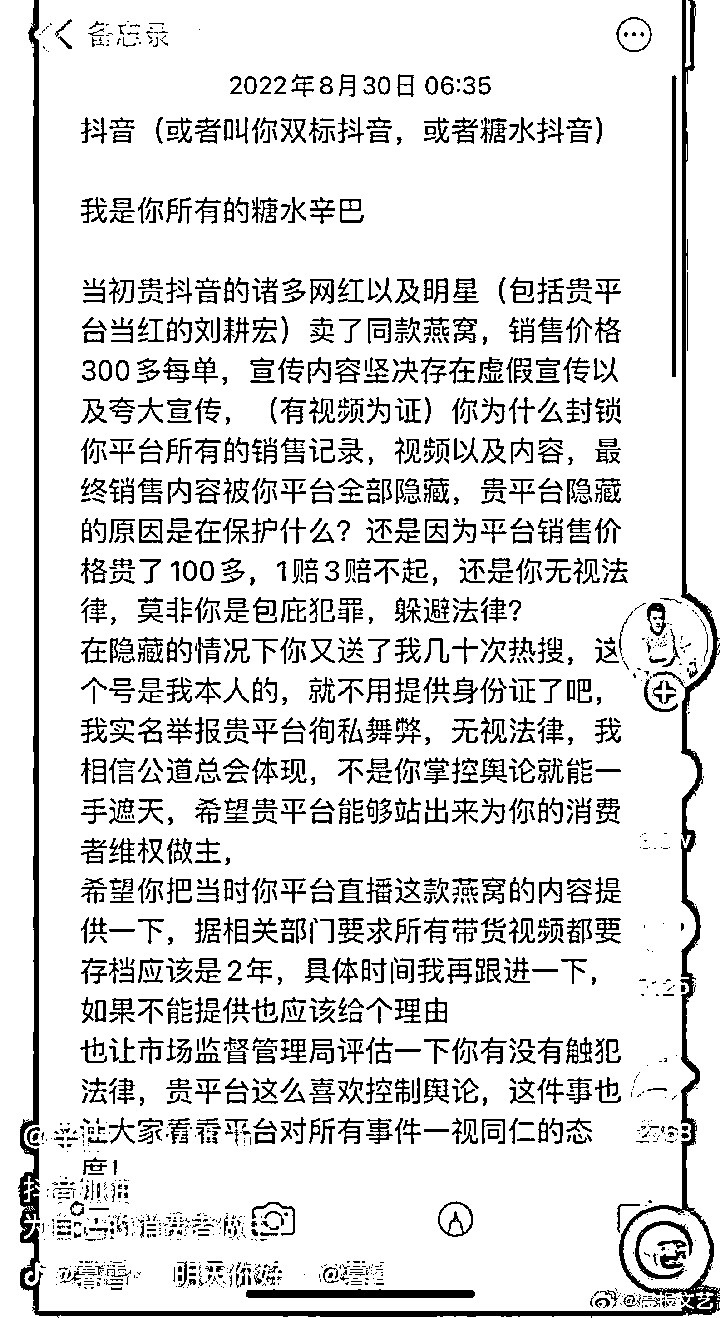 备忘录
2022年8月30日 06:35
抖音（或者叫你双标抖音，或者糖水抖音）
我是你所有的糖水辛巴
当初贵抖音的诸多网红以及明星（包括贵平
台当红的刘耕宏）卖了同款燕窝，销售价格
300多每单，宣传内容坚决存在虚假宣传以
及夸大宣传，（有视频为证）你为什么封锁
你平台所有的销售记录，视频以及内容，最
终销售内容被你平台全部隐藏，贵平台隐藏
的原因是在保护什么？还是因为平台销售价
格贵了100多，1赔3赔不起，还是你无视法
律，莫非你是包庇犯罪，躲避法律？
在隐藏的情况下你又送了我几十次热搜，这
个号是我本人的，就不用提供身份证了吧，
我实名举报贵平台徇私舞弊，无视法律，我
相信公道总会体现，不是你掌控舆论就能一
手遮天，希望贵平台能够站出来为你的消费
者维权做主，
希望你把当时你平台直播这款燕窝的内容提
供一下，据相关部门要求所有带货视频都要
存档应该是2年，具体时间我再跟进一下，
如果不能提供也应该给个理由
也让市场监督管理局评估一下你有没有触犯
法律，贵平台这么喜欢控制舆论，这件事也
让大家看看平台对所有事件一视同仁的态
度！
抖音加油
为自己的消费者做主
明天你好
2768